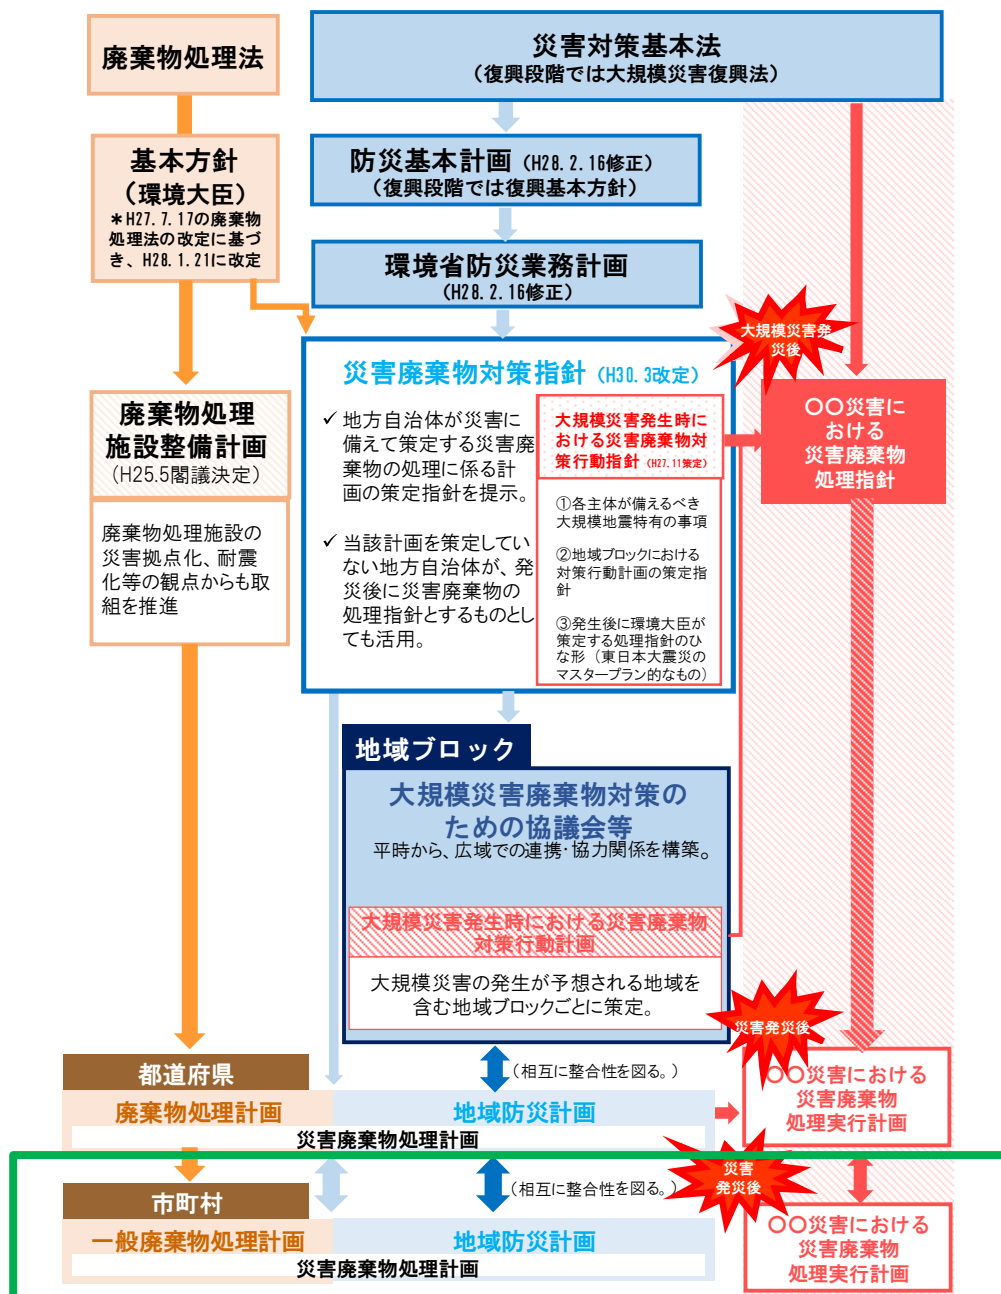 廃棄物処理法
災害対策基本法
（復興段階では大規模災害復興法）
基本方針
（環境大臣）
＊H27.7.17の廃棄物
処理法の改定に基づ
き、H28.1.21に改定
防災基本計画（H28.2.16修正）
（復興段階では復興基本方針）
環境省防災業務計画
（H28.2.16修正）
大規模災害発
災後
災害廃棄物対策指針（H30.3改定）
✓ 地方自治体が災害に
備えて策定する災害廃
棄物の処理に係る計
画の策定指針を提示。
✓ 当該計画を策定してい
ない地方自治体が、発
災後に災害廃棄物の
処理指針とするものとし
ても活用。
大規模災害発生時に
おける災害廃棄物対
策行動指針（H27.11策定）
①各主体が備えるべき
大規模地震特有の事項
②地域ブロックにおける
対策行動計画の策定指
針
③発生後に環境大臣が
策定する処理指針のひ
な形（東日本大震災の
マスタープラン的なもの）
〇〇災害に
おける
災害廃棄物
処理指針
廃棄物処理
施設整備計画
（H25.5閣議決定）
廃棄物処理施設の
災害拠点化、耐震
化等の観点からも取
組を推進
地域ブロック
大規模災害廃棄物対策の
ための協議会等
平時から、広域での連携・協力関係を構築。
大規模災害発生時における災害廃棄物
対策行動計画
大規模災害の発生が予想される地域を
含む地域ブロックごとに策定。
災害発災後
（相互に整合性を図る。）
都道府県
廃棄物処理計画
地域防災計画
災害廃棄物処理計画
〇〇災害における
災害廃棄物
処理実行計画
災害
発災後
（相互に整合性を図る。）
市町村
一般廃棄物処理計画
地域防災計画
災害廃棄物処理計画
〇〇災害における
災害廃棄物
処理実行計画